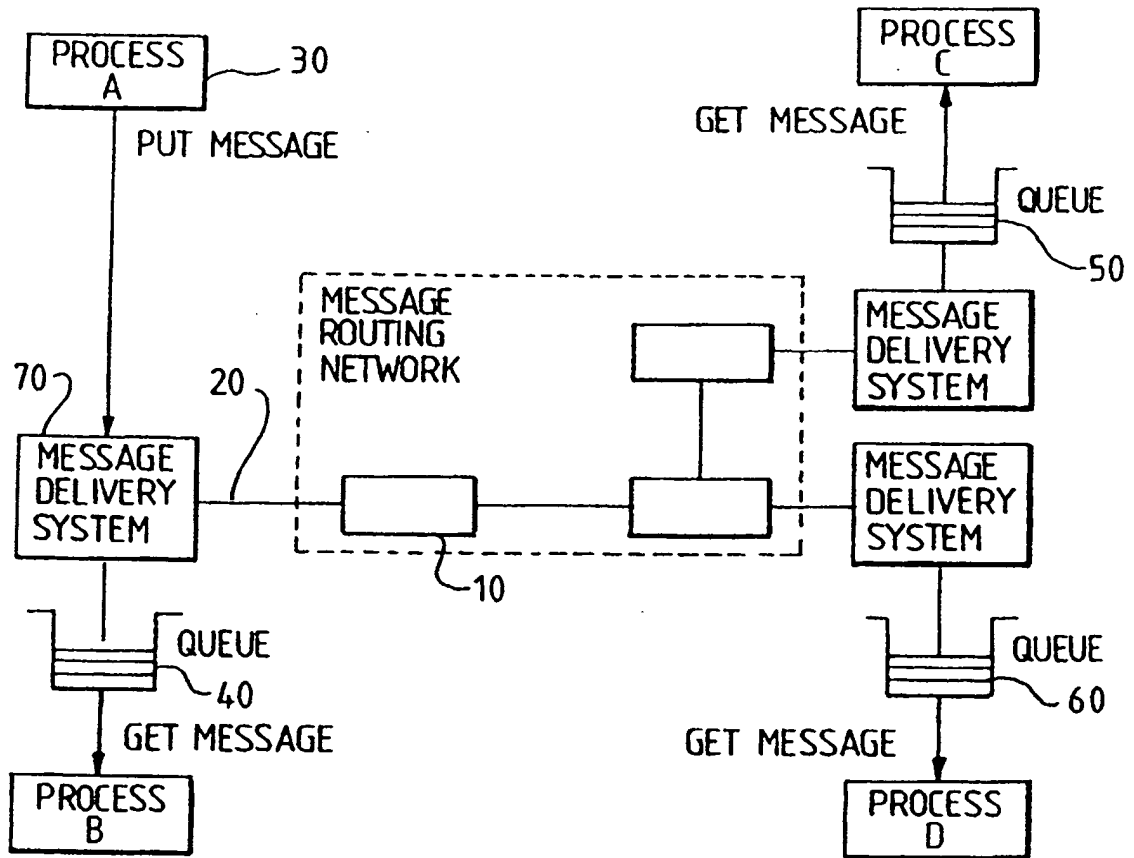 PROCESS
A
30
PUT MESSAGE
PROCESS
C
GET MESSAGE
QUEUE
50
MESSAGE
ROUTING
NETWORK
MESSAGE
DELIVERY
SYSTEM
70
20
MESSAGE
DELIVERY
SYSTEM
10
MESSAGE
DELIVERY
SYSTEM
QUEUE
40
GET MESSAGE
PROCESS
B
QUEUE
60
GET MESSAGE
PROCESS
D